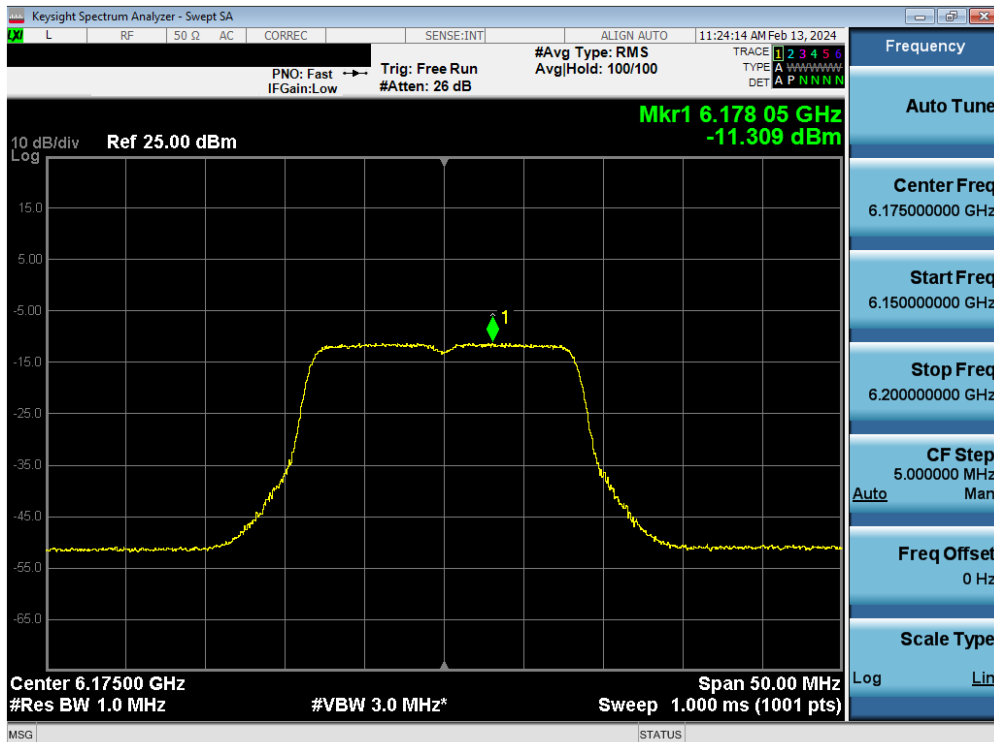 Keysight Spectrum Analyzer - Swept SA
LXI L RF 50 Ω AC CORREC SENSE:INT ALIGN AUTO 11:24:14 AM Feb 13, 2024
PNO: Fast
IFGain:Low
Trig: Free Run
#Atten: 26 dB
#Avg Type: RMS
Avg|Hold: 100/100
TRACE 1 2 3 4 5 6
TYPE A WWWWW
DET A P N N N N
Mkr1 6.178 05 GHz
-11.309 dBm
10 dB/div Ref 25.00 dBm
Log
15.0
5.00
-5.00
1
-15.0
-25.0
-35.0
-45.0
-55.0
-65.0
Center 6.17500 GHz
Span 50.00 MHz
#Res BW 1.0 MHz
#VBW 3.0 MHz*
Sweep 1.000 ms (1001 pts)
MSG
STATUS
Frequency
Auto Tune
Center Freq
6.175000000 GHz
Start Freq
6.150000000 GHz
Stop Freq
6.200000000 GHz
CF Step
5.000000 MHz
Auto Man
Freq Offset
0 Hz
Scale Type
Log Lin